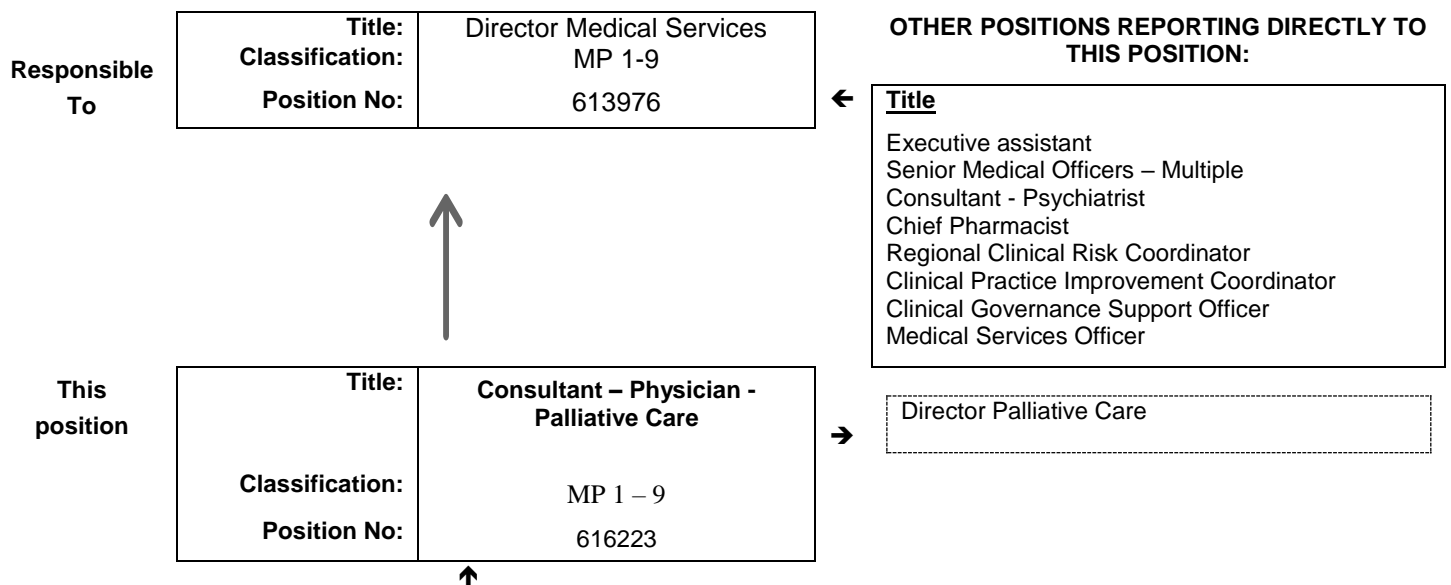 Responsible
To
Title:
Director Medical Services
Classification:
MP 1-9
Position No:
613976
OTHER POSITIONS REPORTING DIRECTLY TO
THIS POSITION:
Title
Executive assistant
Senior Medical Officers – Multiple
Consultant - Psychiatrist
Chief Pharmacist
Regional Clinical Risk Coordinator
Clinical Practice Improvement Coordinator
Clinical Governance Support Officer
Medical Services Officer
This
position
Title:
Consultant – Physician -
Palliative Care
Classification:
MP 1 – 9
Position No:
616223
Director Palliative Care